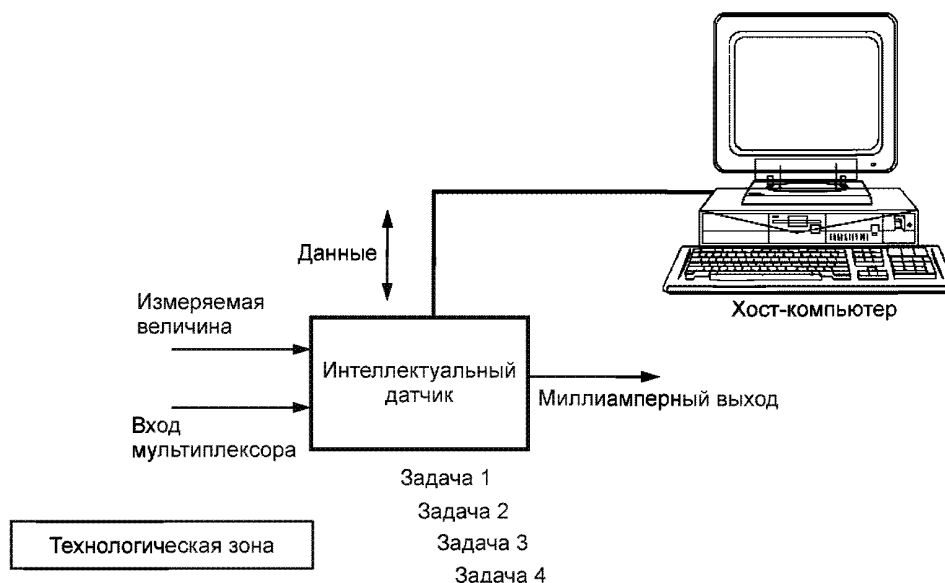 Данные
Измеряемая
величина
Хост-компьютер
Интеллектуальный
датчик
Миллиамперный выход
Вход
мультиплексора
Задача 1
Задача 2
Задача 3
Задача 4
Технологическая зона